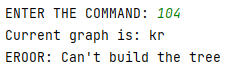 ENTER THE COMMAND: 104
Current graph is: kr
EROOR: Can't build the tree